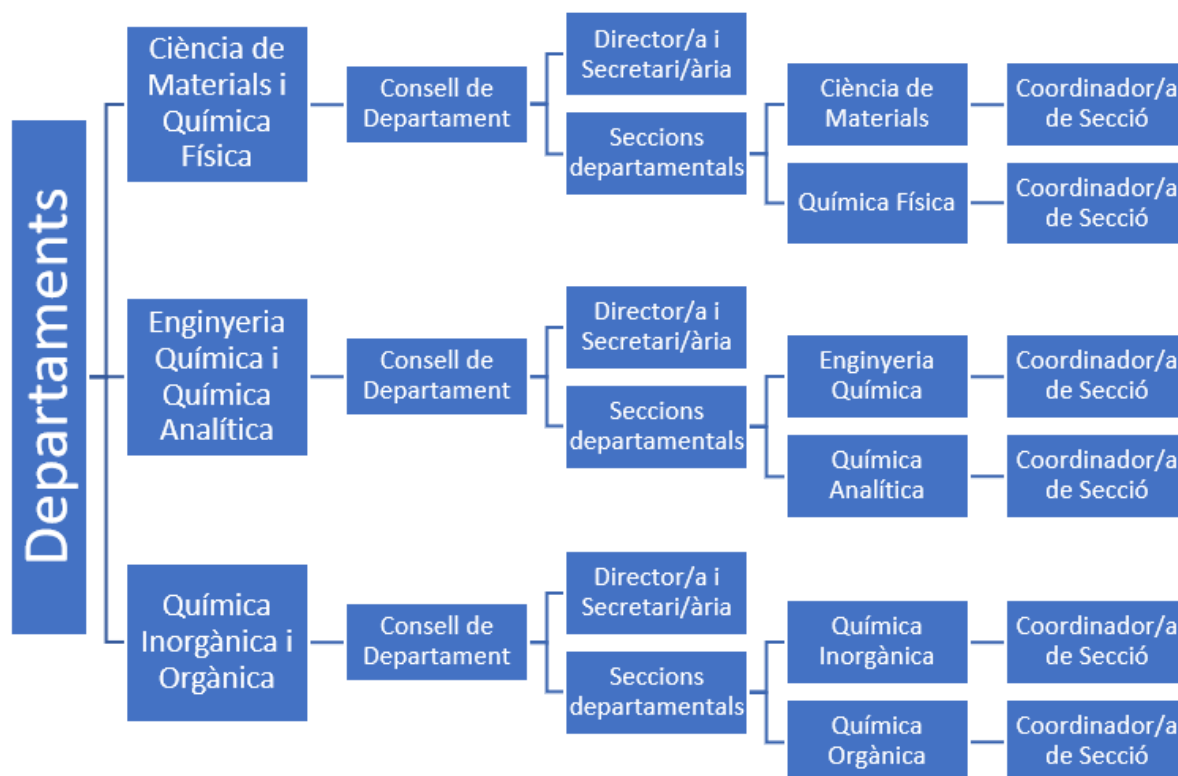 Departaments
Ciència de
Materials i
Química
Física
Consell de
Departament
Director/a i
Secretari/ària
Seccions
departamentals
Ciència de
Materials
Coordinador/a
de Secció
Química Física
Coordinador/a
de Secció
Enginyeria
Química i
Química
Analítica
Consell de
Departament
Director/a i
Secretari/ària
Seccions
departamentals
Enginyeria
Química
Coordinador/a
de Secció
Química
Analítica
Coordinador/a
de Secció
Química
Inorgànica i
Orgànica
Consell de
Departament
Director/a i
Secretari/ària
Seccions
departamentals
Química
Inorgànica
Coordinador/a
de Secció
Química
Orgànica
Coordinador/a
de Secció